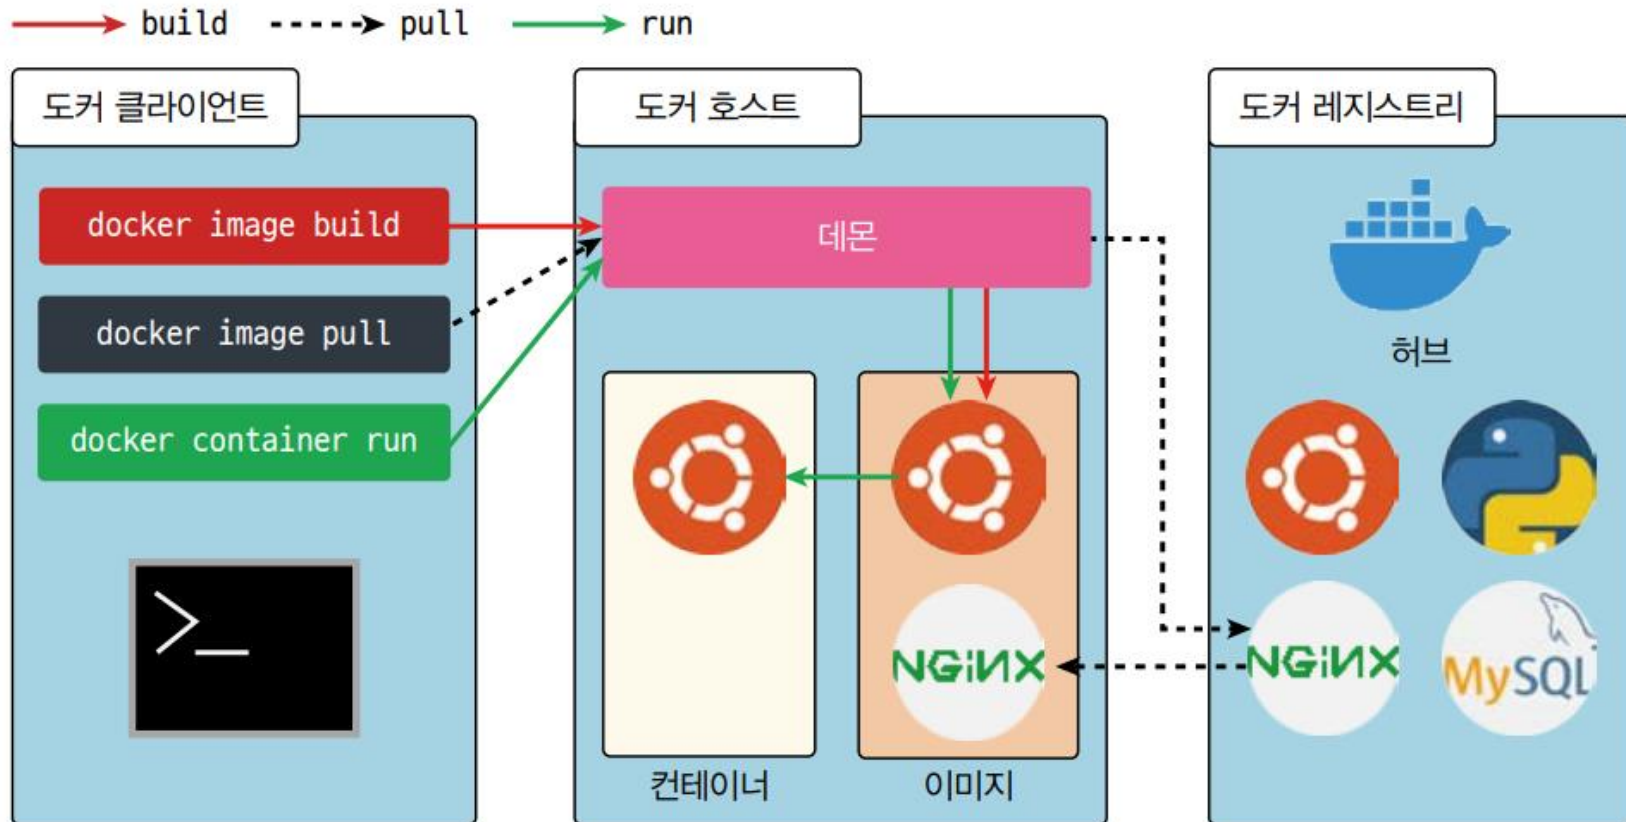 build pull run
도커 클라이언트
docker image build
docker image pull
docker container run
>_
도커 호스트
데몬
컨테이너
이미지
NGiNX
도커 레지스트리
허브
NGiNX
MySQL